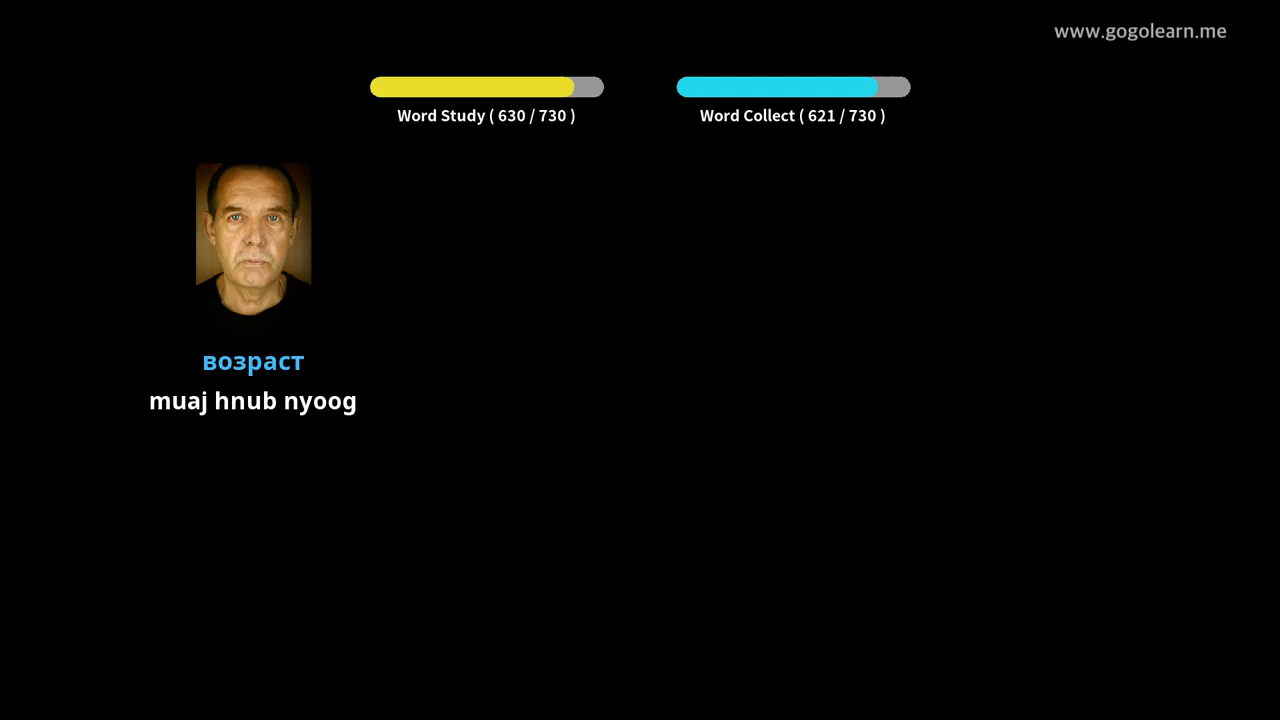 www.gogolearn.me
Word Study ( 630 / 730 )
Word Collect ( 621 / 730 )
возраст
muaj hnub nyoog